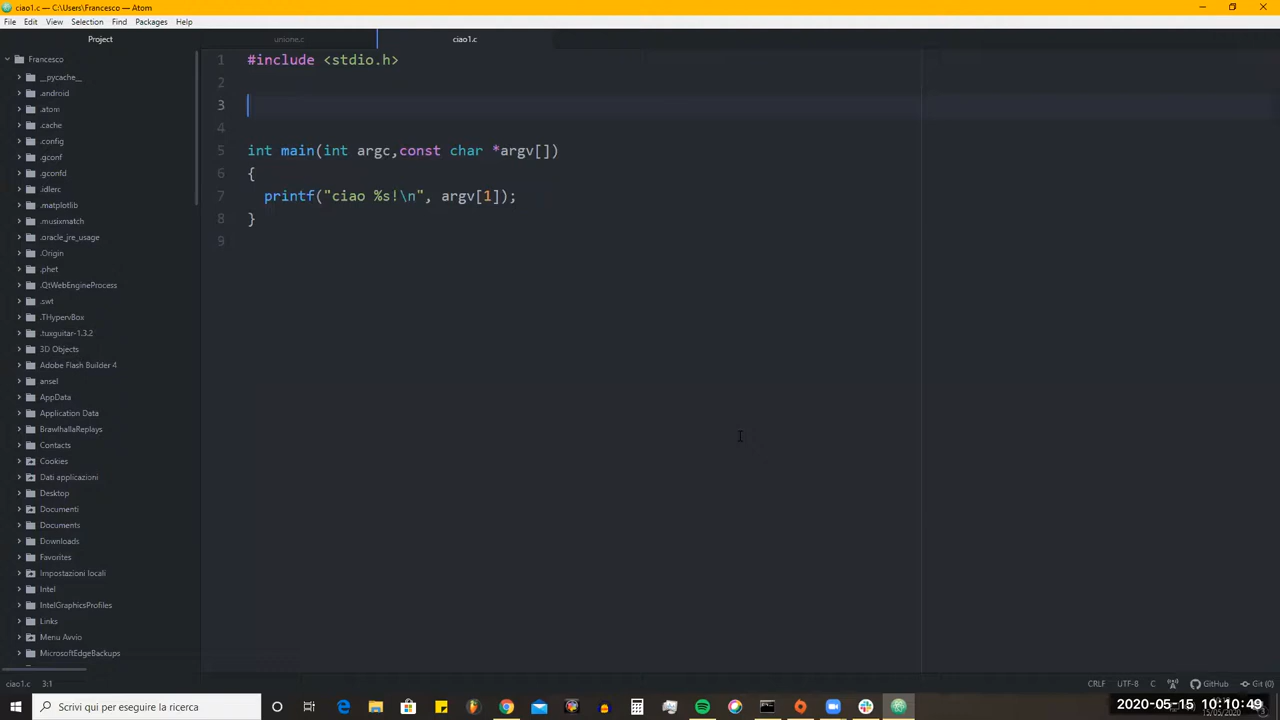 ciao1.c — C:\Users\Francesco — Atom
File Edit View Selection Find Packages Help
Project
unione.c
ciao1.c
Francesco
__pycache__
.android
.atom
.cache
.config
.gconf
.gconfd
.idlerc
.matplotlib
.musixmatch
.oracle_jre_usage
.Origin
.phet
.QtWebEngineProcess
.swt
.THypervBox
.tuxguitar-1.3.2
3D Objects
Adobe Flash Builder 4
ansel
AppData
Application Data
BrawlhallaReplays
Contacts
Cookies
Dati applicazioni
Desktop
Documenti
Documents
Downloads
Favorites
Impostazioni locali
Intel
IntelGraphicsProfiles
Links
Menu Avvio
MicrosoftEdgeBackups
1 #include <stdio.h>
2
3
4
5 int main(int argc,const char *argv[])
6 {
7 printf("ciao %s!\n", argv[1]);
8 }
9
ciao1.c 3:1
CRLF UTF-8 C GitHub Git (0)
Scrivi qui per eseguire la ricerca
2020-05-15 10:10:49